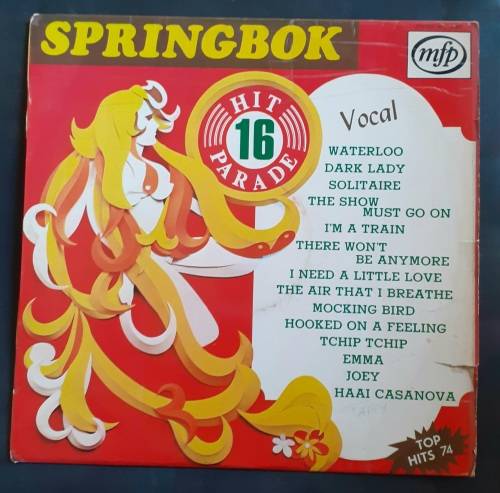 SPRINGBOK
mfp
HIT
16
PARADE
Vocal
WATERLOO
DARK LADY
SOLITAIRE
THE SHOW
MUST GO ON
I'M A TRAIN
THERE WON'T
BE ANYMORE
I NEED A LITTLE LOVE
THE AIR THAT I BREATHE
MOCKING BIRD
HOOKED ON A FEELING
TCHIP TCHIP
EMMA
JOEY
HAAI CASANOVA
TOP
HITS 74